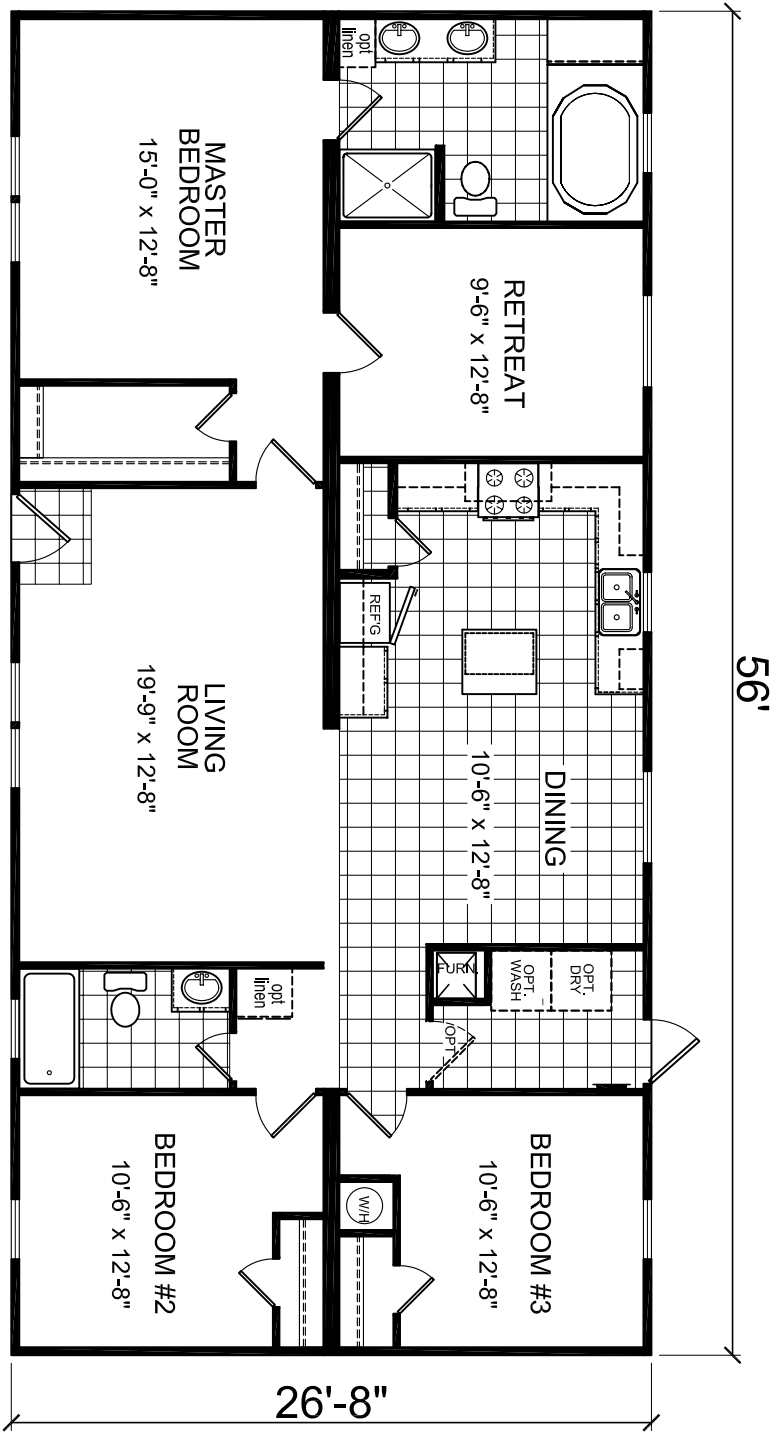 opt
linen
MASTER
BEDROOM
15'-0" x 12'-8"
RETREAT
9'-6" x 12'-8"
REF'G
LIVING
ROOM
19'-9" x 12'-8"
DINING
10'-6" x 12'-8"
56'
FURN.
OPT.
WASH
OPT.
DRY
/OPT
opt
linen
BEDROOM #2
10'-6" x 12'-8"
W/H
BEDROOM #3
10'-6" x 12'-8"
26'-8"